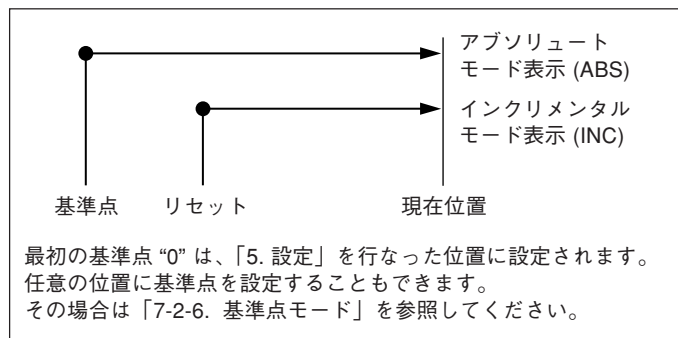 アブソリュート
モード表示 (ABS)
インクリメンタル
モード表示 (INC)
基準点 リセット 現在位置
最初の基準点 “0” は、「5. 設定」を行なった位置に設定されます。
任意の位置に基準点を設定することもできます。
その場合は「7-2-6. 基準点モード」を参照してください。